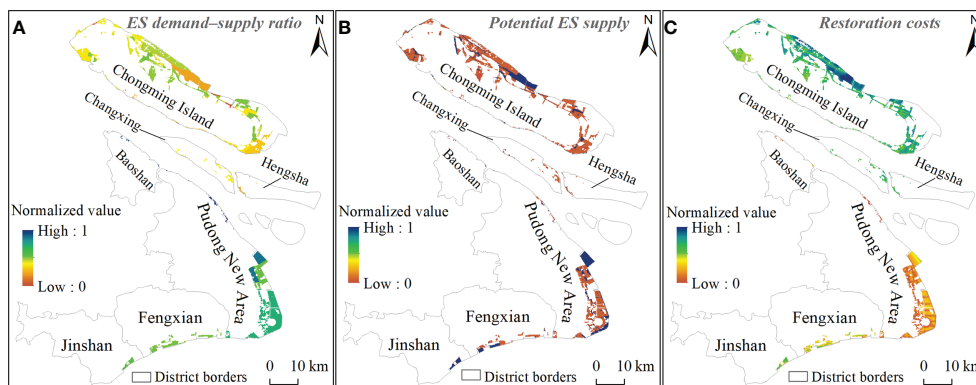 A
ES demand–supply ratio
N
Chongming Island
Changxing
Baoshan
Hengsha
Normalized value
High : 1
Low : 0
Pudong New Area
Fengxian
Jinshan
District borders
0 10 km
B
Potential ES supply
N
Chongming Island
Changxing
Baoshan
Hengsha
Normalized value
High : 1
Low : 0
Pudong New Area
Fengxian
Jinshan
District borders
0 10 km
C
Restoration costs
N
Chongming Island
Changxing
Baoshan
Hengsha
Normalized value
High : 1
Low : 0
Pudong New Area
Fengxian
Jinshan
District borders
0 10 km